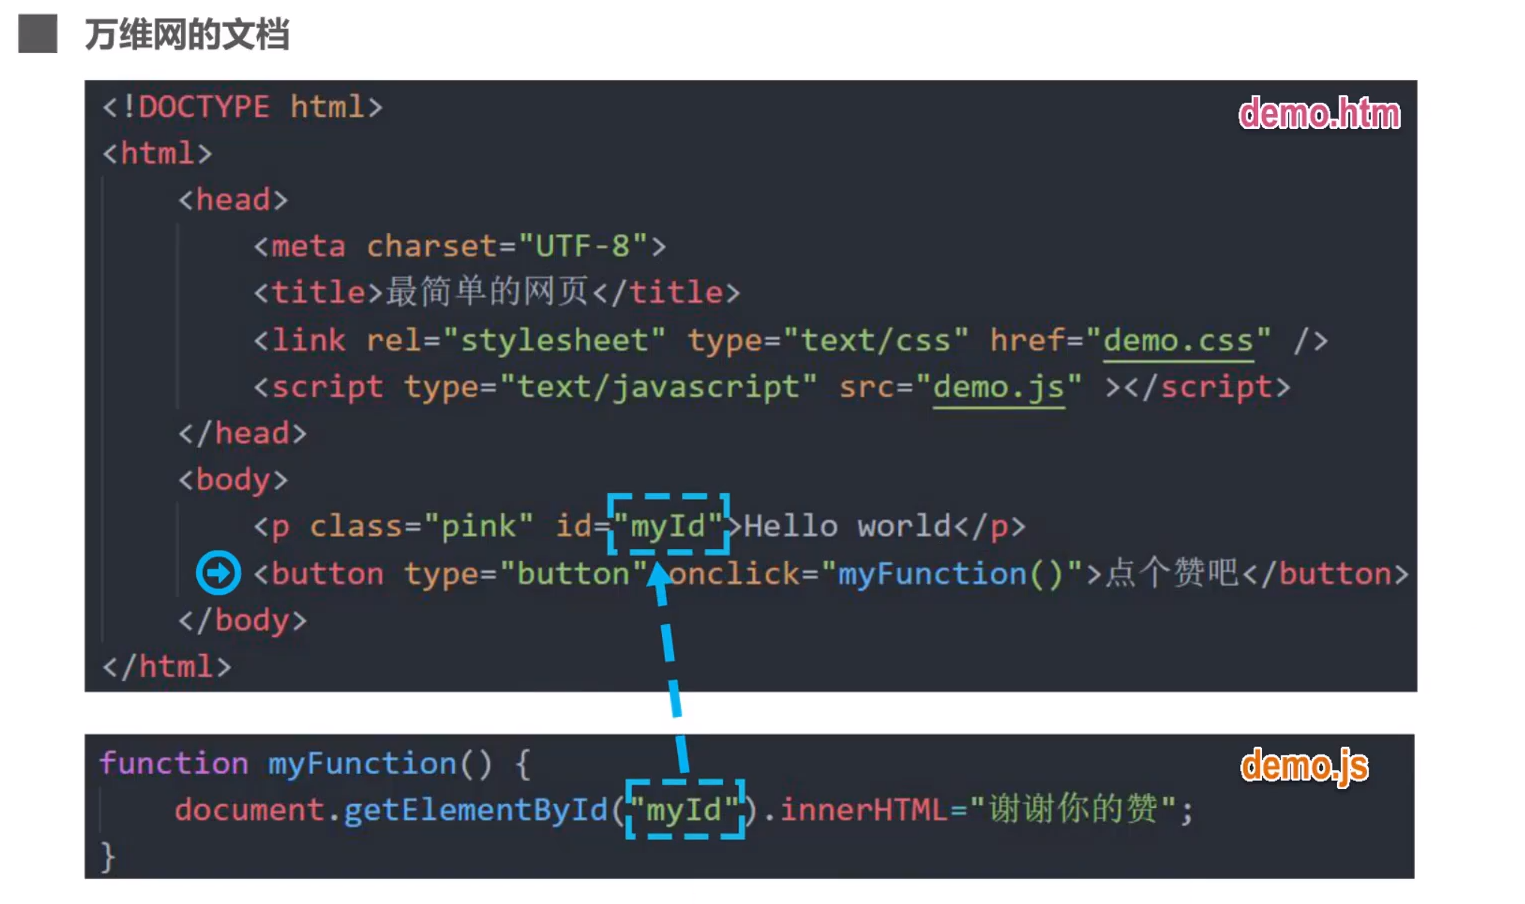 万维网的文档
demo.htm
<!DOCTYPE html>
<html>
<head>
<meta charset="UTF-8">
<title>最简单的网页</title>
<link rel="stylesheet" type="text/css" href="demo.css" />
<script type="text/javascript" src="demo.js" ></script>
</head>
<body>
<p class="pink" id="myId">Hello world</p>
<button type="button" onclick="myFunction()">点个赞吧</button>
</body>
</html>
demo.js
function myFunction() {
document.getElementById("myId").innerHTML="谢谢你的赞";
}